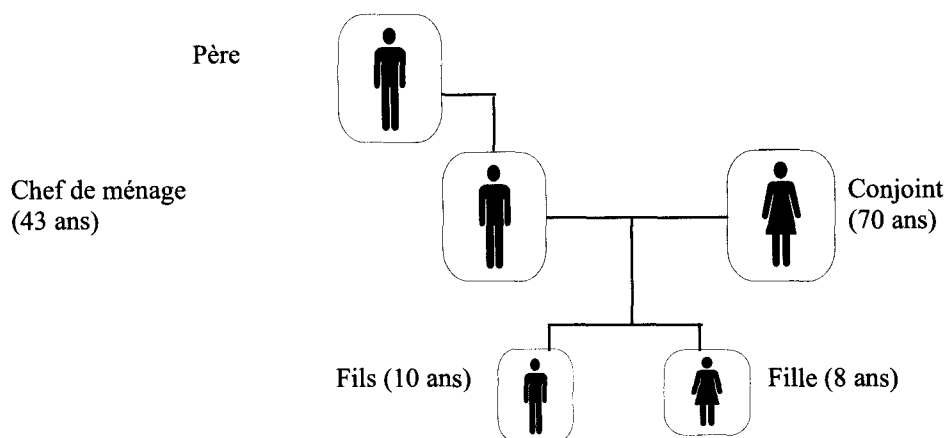 Père
Chef de ménage
(43 ans)
Conjoint
(70 ans)
Fils (10 ans)
Fille (8 ans)